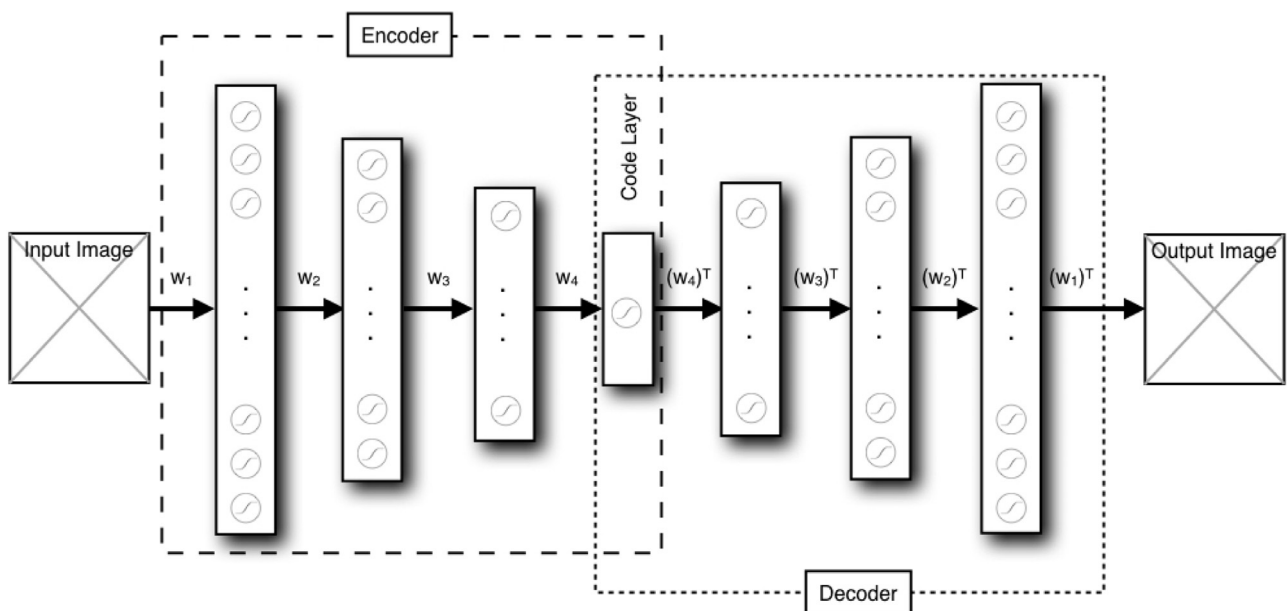 Encoder
Code Layer
Input Image
w₁
w₂
w₃
w₄
(w₄)ᵀ
(w₃)ᵀ
(w₂)ᵀ
(w₁)ᵀ
Output Image
Decoder